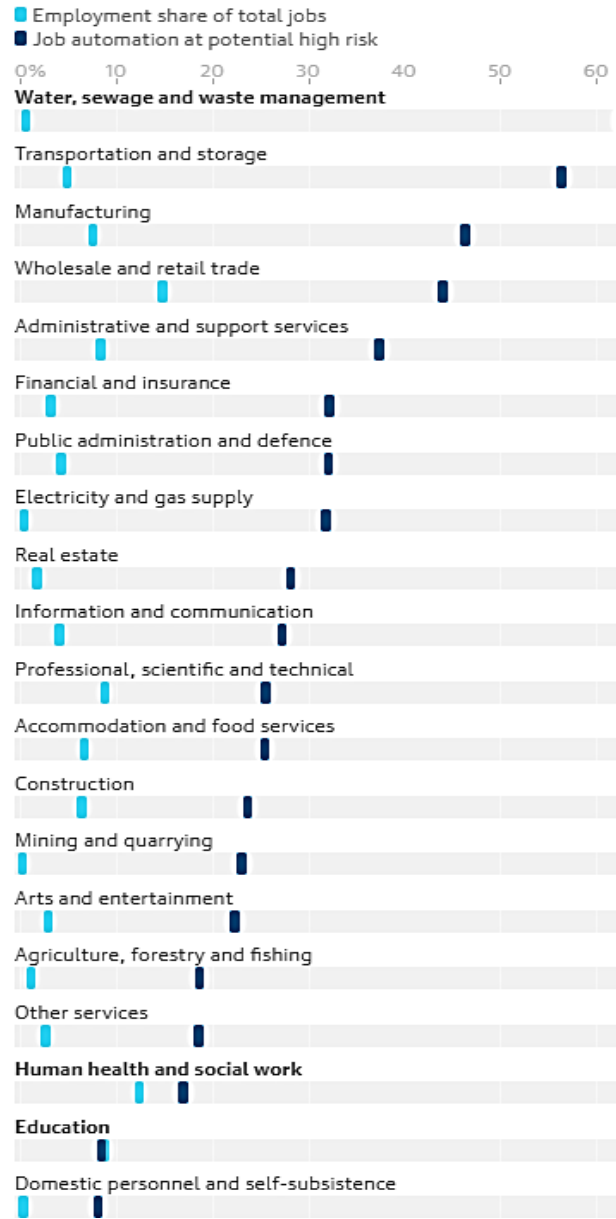 Employment share of total jobs
Job automation at potential high risk
0% 10 20 30 40 50 60
Water, sewage and waste management
Transportation and storage
Manufacturing
Wholesale and retail trade
Administrative and support services
Financial and insurance
Public administration and defence
Electricity and gas supply
Real estate
Information and communication
Professional, scientific and technical
Accommodation and food services
Construction
Mining and quarrying
Arts and entertainment
Agriculture, forestry and fishing
Other services
Human health and social work
Education
Domestic personnel and self-subsistence